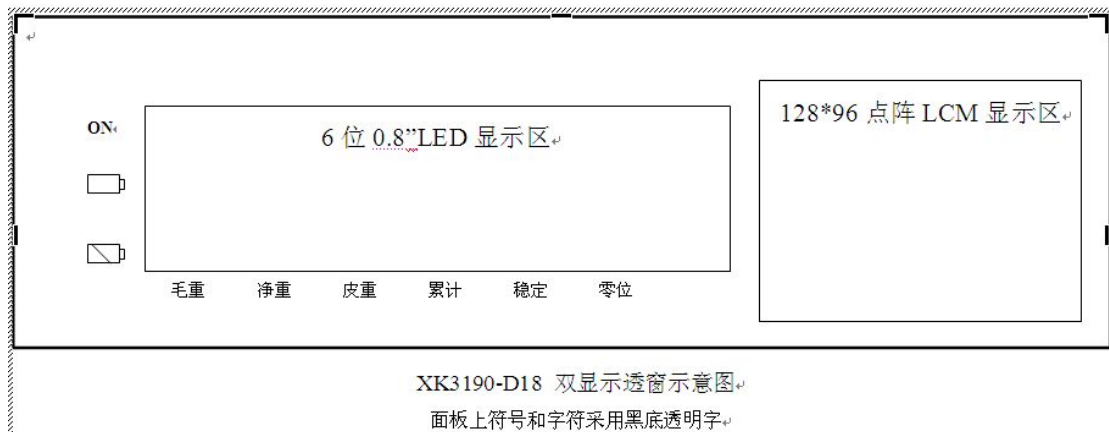 ON
6 位 0.8”LED 显示区
128*96 点阵 LCM 显示区
毛重 净重 皮重 累计 稳定 零位
XK3190-D18 双显示透窗示意图
面板上符号和字符采用黑底透明字